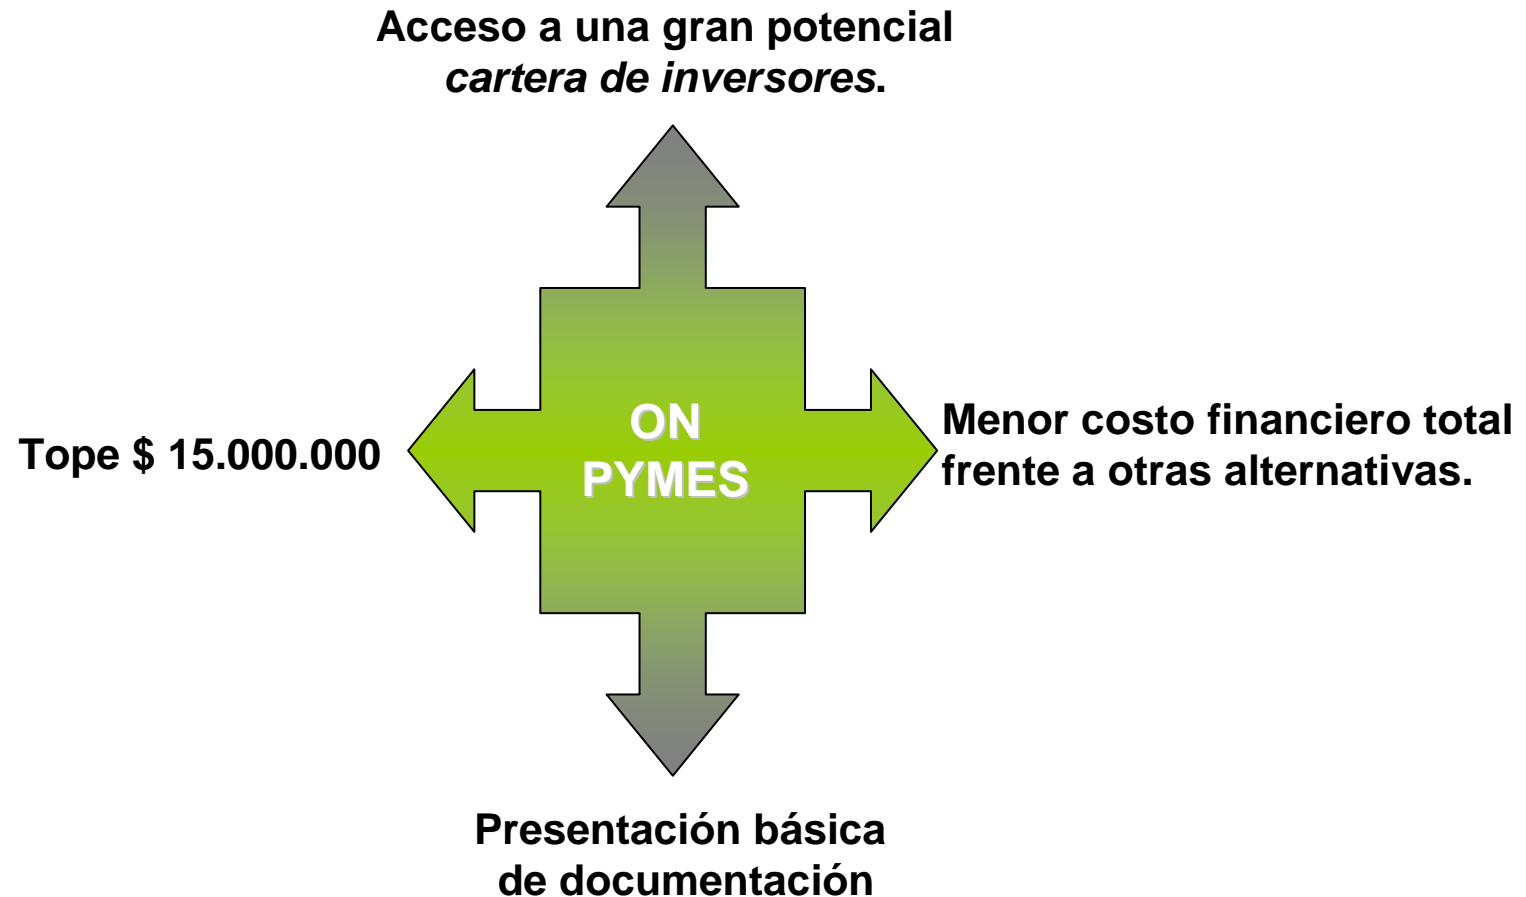 Acceso a una gran potencial
cartera de inversores.
Tope $ 15.000.000
ON
PYMES
Menor costo financiero total
frente a otras alternativas.
Presentación básica
de documentación